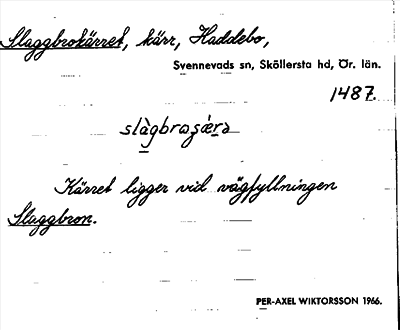 Slaggbrokärret, kärr, Haddebo,
Svennevads sn, Sköllersta hd, Ör. län.
1487.
Kärret ligger vid vägfyllningen
Slaggbron.
PER-AXEL WIKTORSSON 1966.